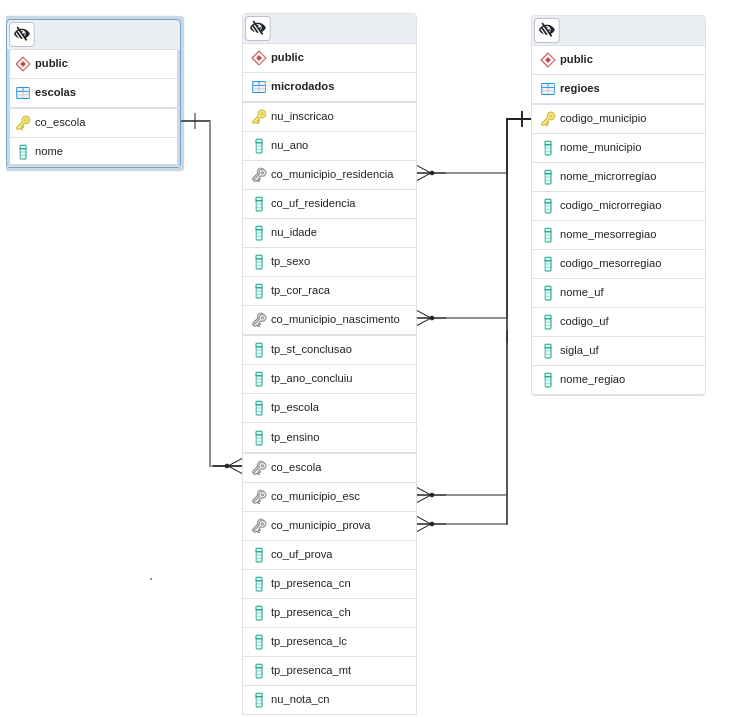 public
escolas
co_escola
nome
public
microdados
nu_inscricao
nu_ano
co_municipio_residencia
co_uf_residencia
nu_idade
tp_sexo
tp_cor_raca
co_municipio_nascimento
tp_st_conclusao
tp_ano_concluiu
tp_escola
tp_ensino
co_escola
co_municipio_esc
co_municipio_prova
co_uf_prova
tp_presenca_cn
tp_presenca_ch
tp_presenca_lc
tp_presenca_mt
nu_nota_cn
public
regioes
codigo_municipio
nome_municipio
nome_microrregiao
codigo_microrregiao
nome_mesorregiao
codigo_mesorregiao
nome_uf
codigo_uf
sigla_uf
nome_regiao